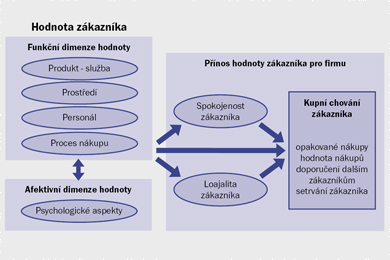 Hodnota zákazníka
Funkční dimenze hodnoty
Produkt - služba
Prostředí
Personál
Proces nákupu
Afektivní dimenze hodnoty
Psychologické aspekty
Přínos hodnoty zákazníka pro firmu
Spokojenost
zákazníka
Loajalita
zákazníka
Kupní chování
zákazníka
opakované nákupy
hodnota nákupů
doporučení dalším
zákazníkům
setrvání zákazníka